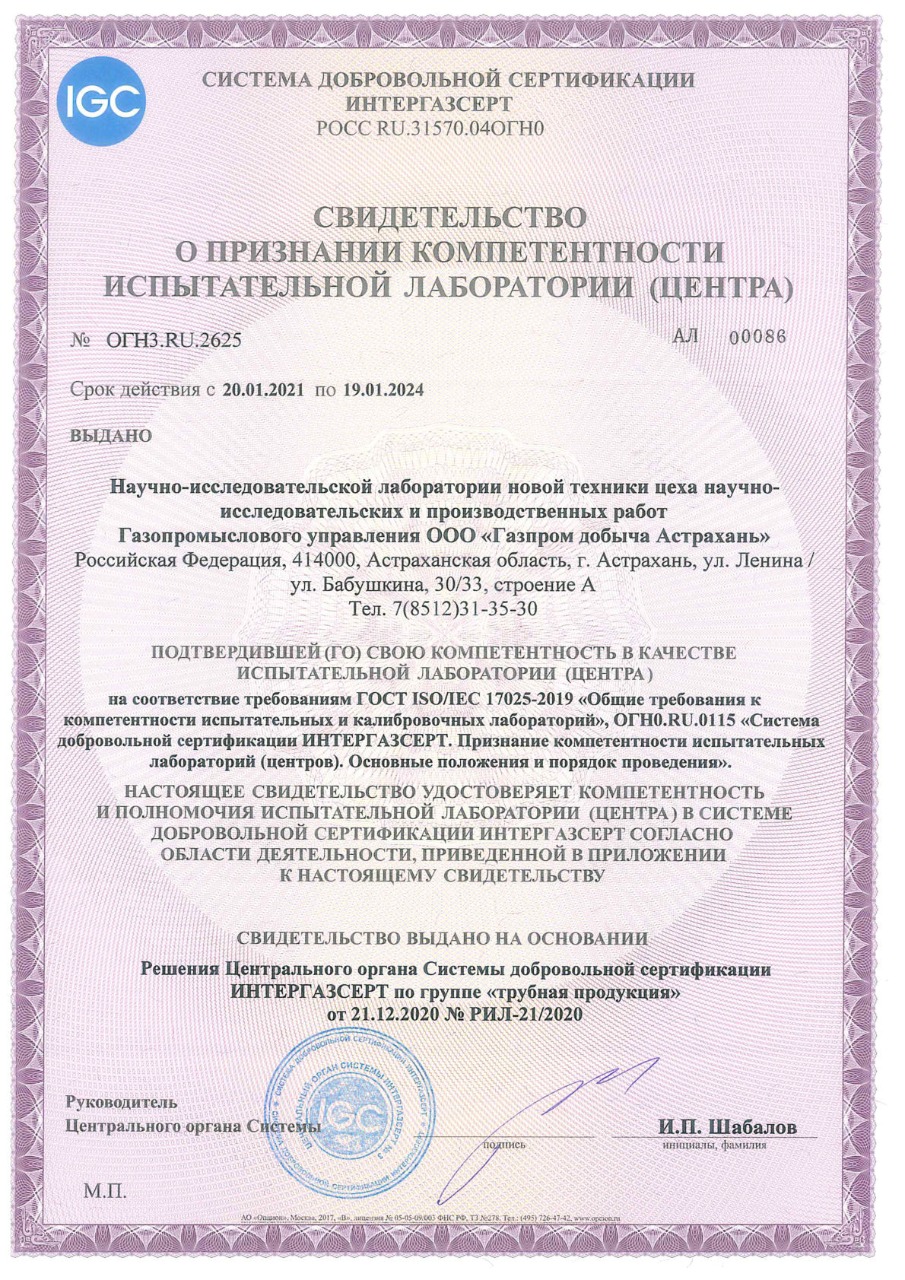 IGC
СИСТЕМА ДОБРОВОЛЬНОЙ СЕРТИФИКАЦИИ
ИНТЕРГАЗСЕРТ
РОСС RU.31570.04ОГН0
СВИДЕТЕЛЬСТВО
О ПРИЗНАНИИ КОМПЕТЕНТНОСТИ
ИСПЫТАТЕЛЬНОЙ ЛАБОРАТОРИИ (ЦЕНТРА)
№ ОГН3.RU.2625
АЛ 00086
Срок действия с 20.01.2021 по 19.01.2024
ВЫДАНО
Научно-исследовательской лаборатории новой техники цеха научно-
исследовательских и производственных работ
Газопромыслового управления ООО «Газпром добыча Астрахань»
Российская Федерация, 414000, Астраханская область, г. Астрахань, ул. Ленина /
ул. Бабушкина, 30/33, строение А
Тел. 7(8512)31-35-30
ПОДТВЕРДИВШЕЙ(ГО) СВОЮ КОМПЕТЕНТНОСТЬ В КАЧЕСТВЕ
ИСПЫТАТЕЛЬНОЙ ЛАБОРАТОРИИ (ЦЕНТРА)
на соответствие требованиям ГОСТ ISO/IEC 17025-2019 «Общие требования к
компетентности испытательных и калибровочных лабораторий», ОГН0.RU.0115 «Система
добровольной сертификации ИНТЕРГАЗСЕРТ. Признание компетентности испытательных
лабораторий (центров). Основные положения и порядок проведения».
НАСТОЯЩЕЕ СВИДЕТЕЛЬСТВО УДОСТОВЕРЯЕТ КОМПЕТЕНТНОСТЬ
И ПОЛНОМОЧИЯ ИСПЫТАТЕЛЬНОЙ ЛАБОРАТОРИИ (ЦЕНТРА) В СИСТЕМЕ
ДОБРОВОЛЬНОЙ СЕРТИФИКАЦИИ ИНТЕРГАЗСЕРТ СОГЛАСНО
ОБЛАСТИ ДЕЯТЕЛЬНОСТИ, ПРИВЕДЕННОЙ В ПРИЛОЖЕНИИ
К НАСТОЯЩЕМУ СВИДЕТЕЛЬСТВУ
СВИДЕТЕЛЬСТВО ВЫДАНО НА ОСНОВАНИИ
Решения Центрального органа Системы добровольной сертификации
ИНТЕРГАЗСЕРТ по группе «трубная продукция»
от 21.12.2020 № РИЛ-21/2020
Руководитель
Центрального органа Системы
И.П. Шабалов
подпись
инициалы, фамилия
IGC
М.П.
АО «Опцион», Москва, 2017, «В», лицензия № 05-05-09/003 ФНС РФ, ТЗ №278, Тел.: (495) 726-47-42, www.opcion.ru